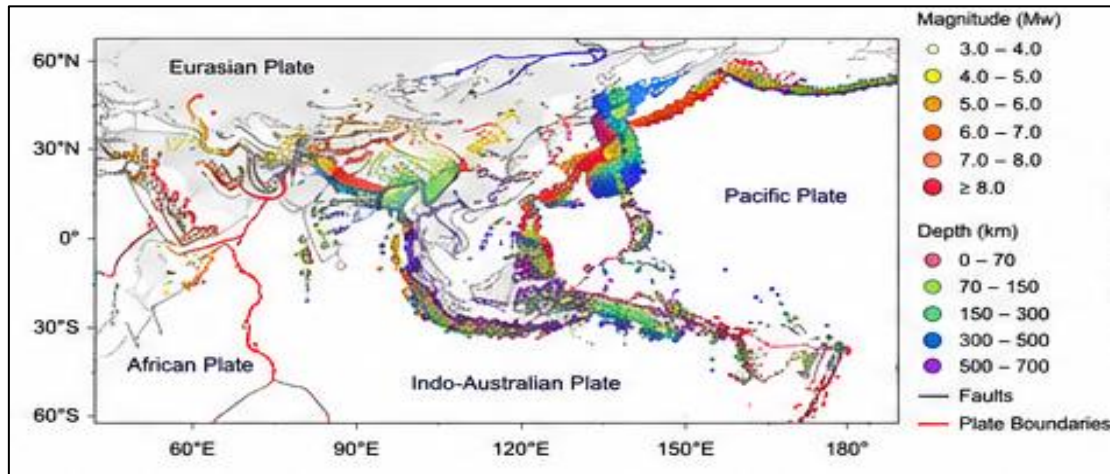 Magnitude (Mw)
3.0 – 4.0
4.0 – 5.0
5.0 – 6.0
6.0 – 7.0
7.0 – 8.0
≥ 8.0
Depth (km)
0 – 70
70 – 150
150 – 300
300 – 500
500 – 700
Faults
Plate Boundaries
60°N
30°N
0°
30°S
60°S
Eurasian Plate
Pacific Plate
African Plate
Indo-Australian Plate
60°E
90°E
120°E
150°E
180°